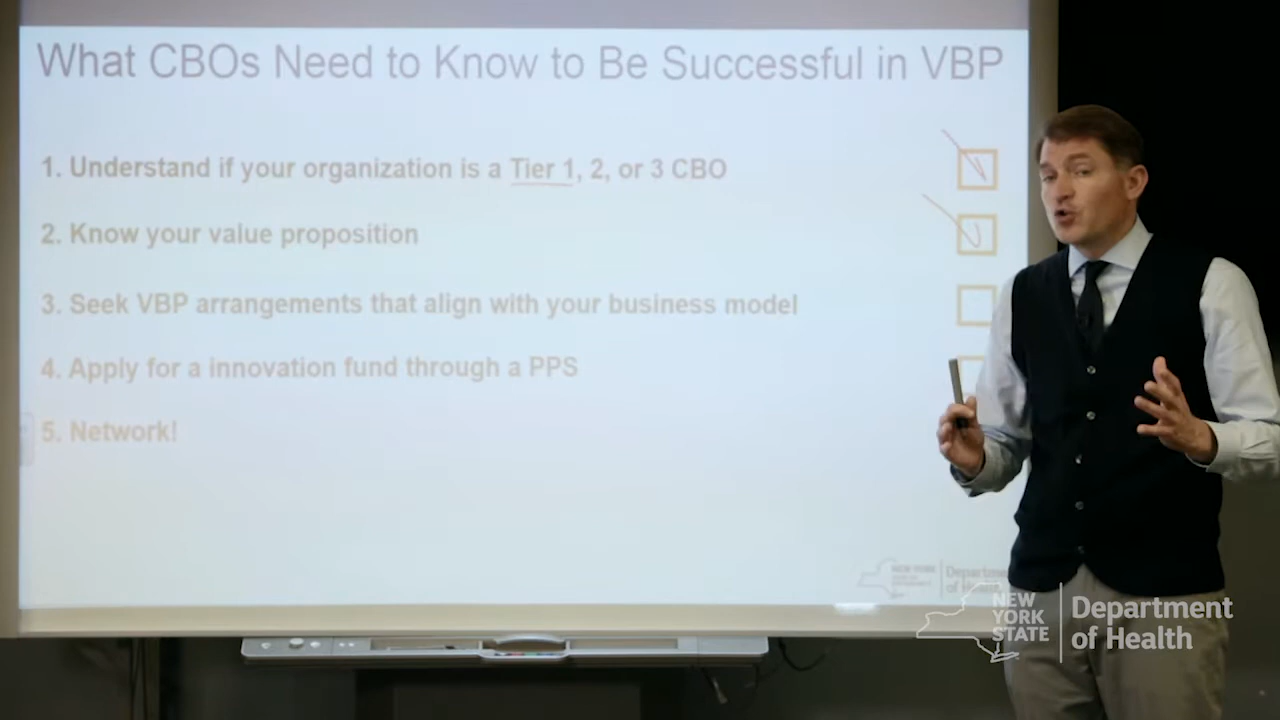 What CBOs Need to Know to Be Successful in VBP
1. Understand if your organization is a Tier 1, 2, or 3 CBO
2. Know your value proposition
3. Seek VBP arrangements that align with your business model
4. Apply for a innovation fund through a PPS
5. Network!
NEW YORK
NEW
YORK
STATE
Department
of Health